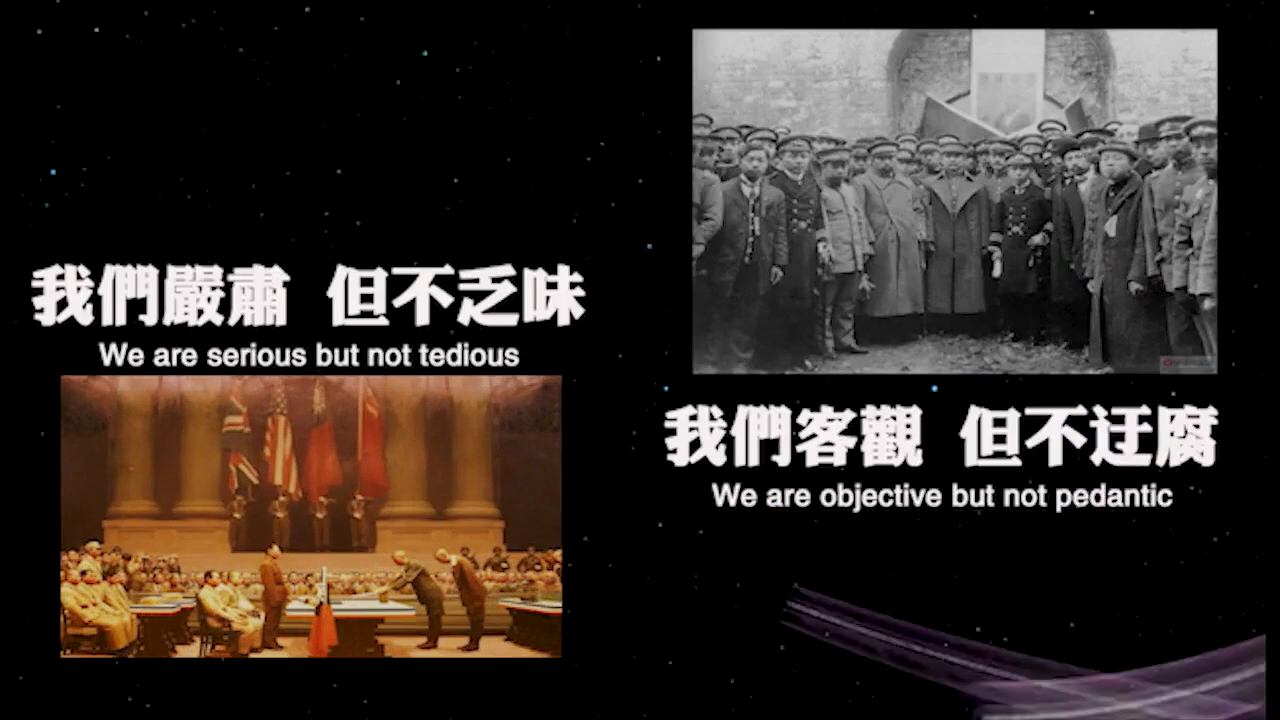 我們嚴肅 但不乏味
We are serious but not tedious
我們客觀 但不迂腐
We are objective but not pedantic